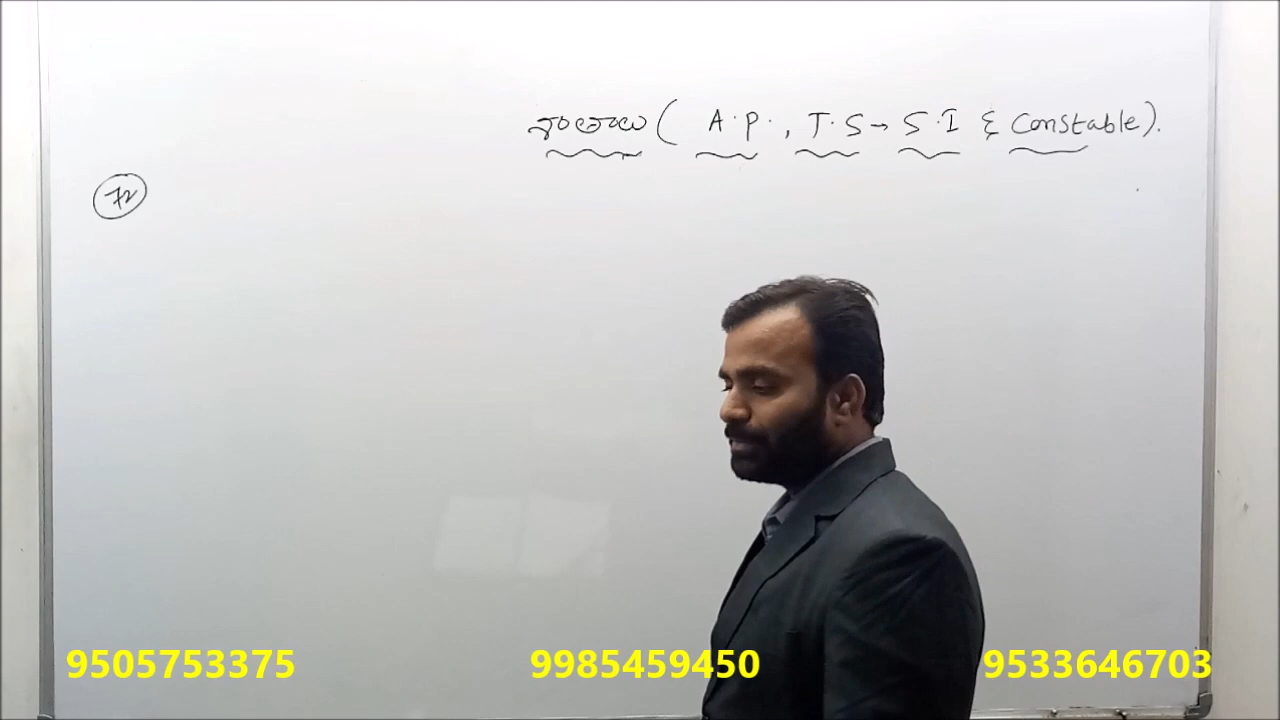 ( A.P., T.S → S.I & Constable).
72
9505753375 9985459450 9533646703